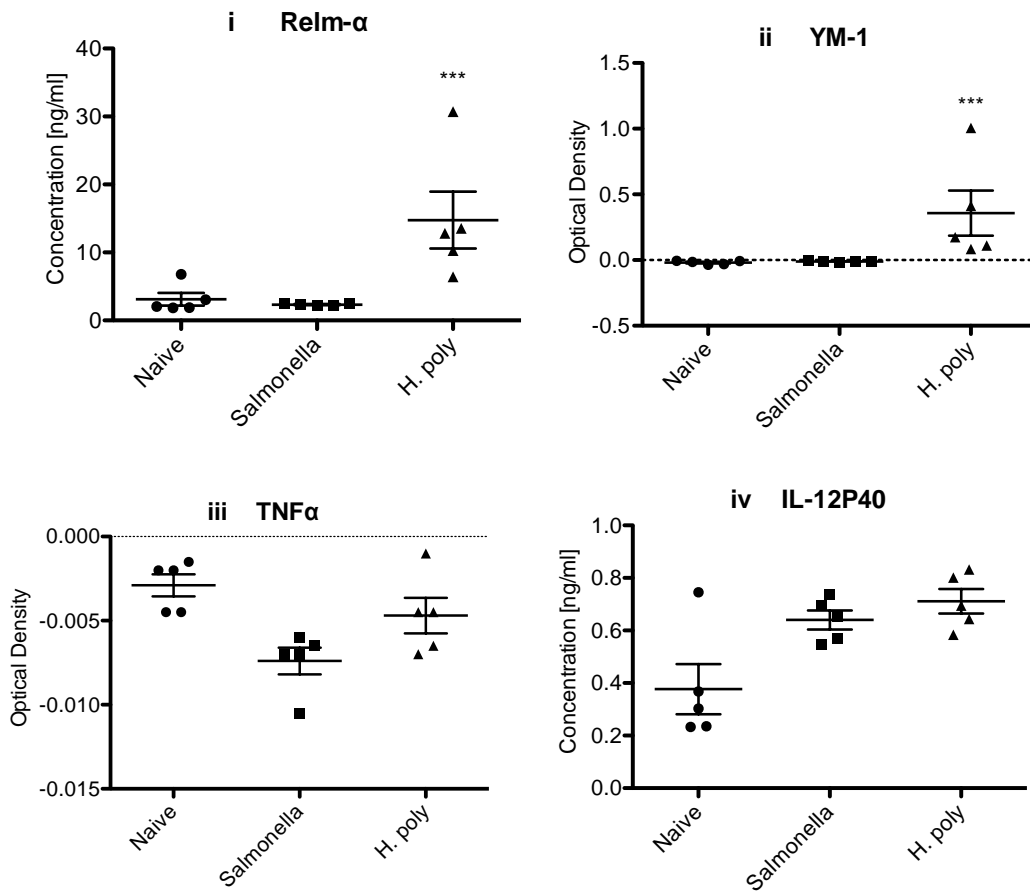 i Relm-α
40
30
20
10
0
Concentration [ng/ml]
***
Naive
Salmonella
H. poly
ii YM-1
1.5
1.0
0.5
0.0
-0.5
Optical Density
***
Naive
Salmonella
H. poly
iii TNFα
0.000
-0.005
-0.010
-0.015
Optical Density
Naive
Salmonella
H. poly
iv IL-12P40
1.0
0.8
0.6
0.4
0.2
0.0
Concentration [ng/ml]
Naive
Salmonella
H. poly